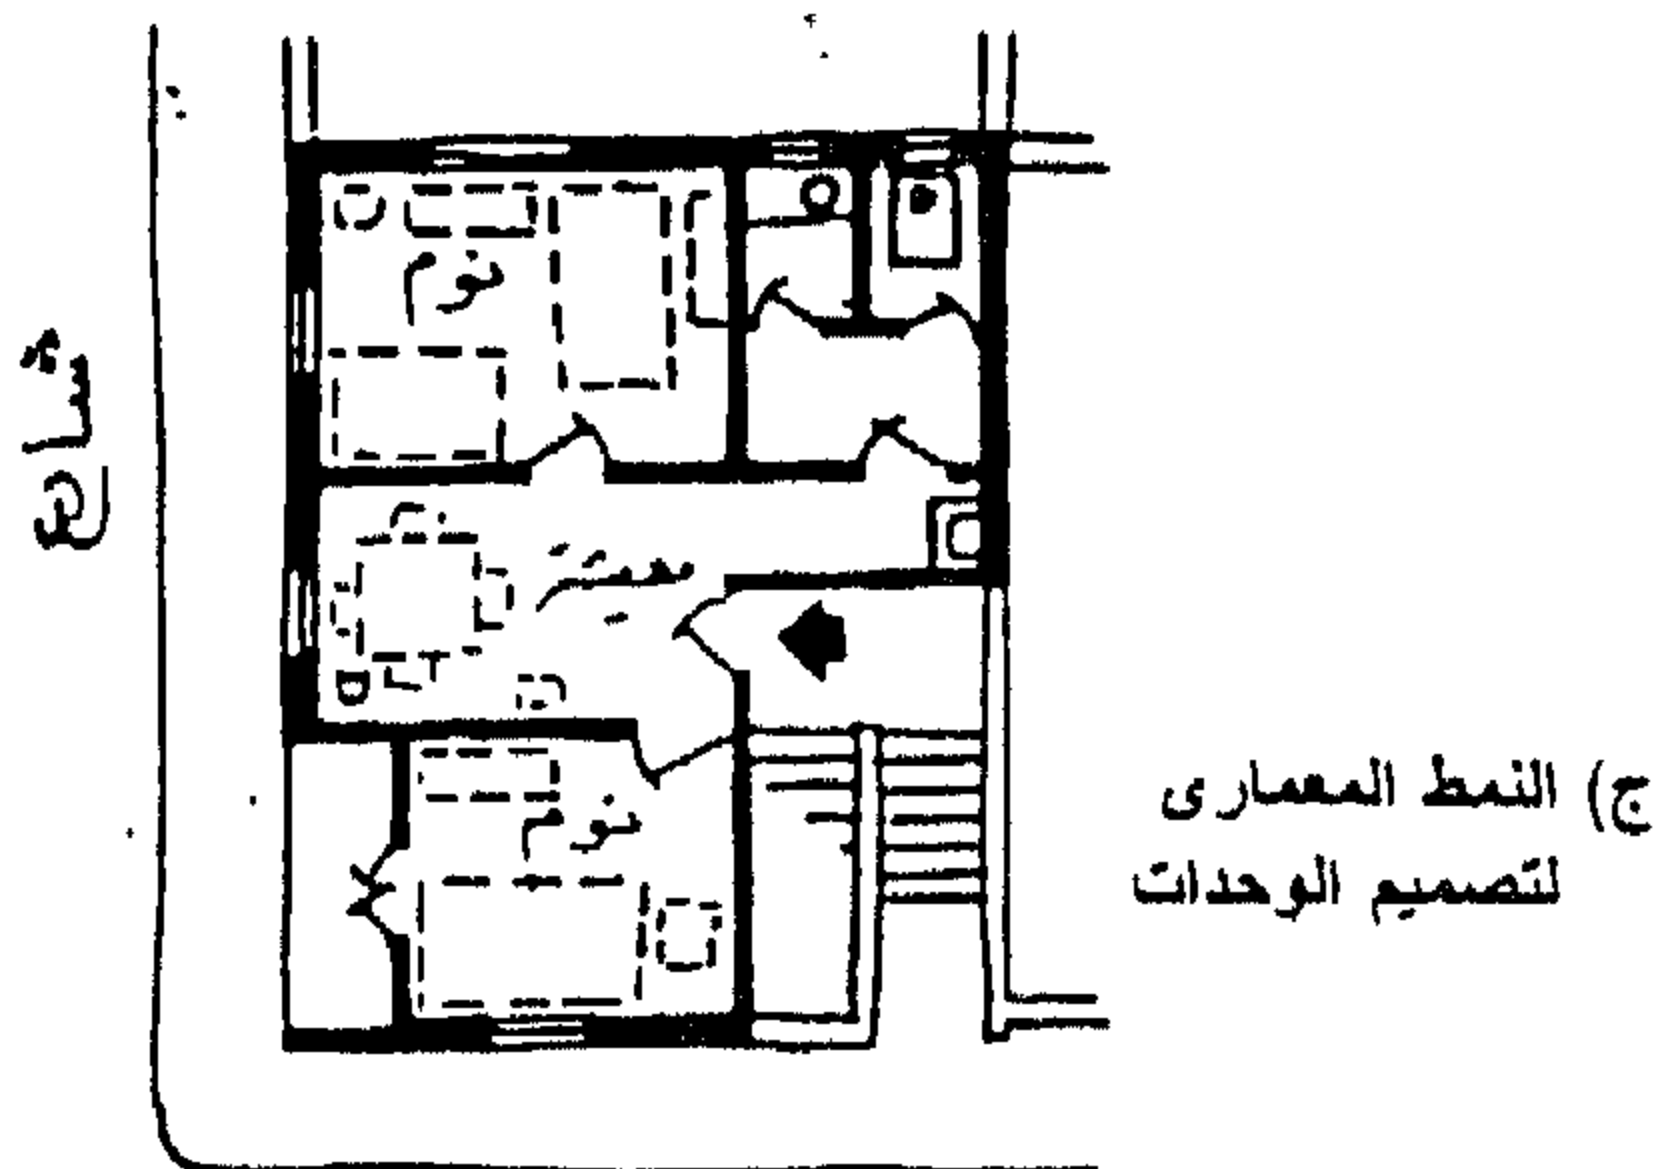 شارع
نوم
معيشة
نوم
ج) النمط المعمارى
لتصميم الوحدات